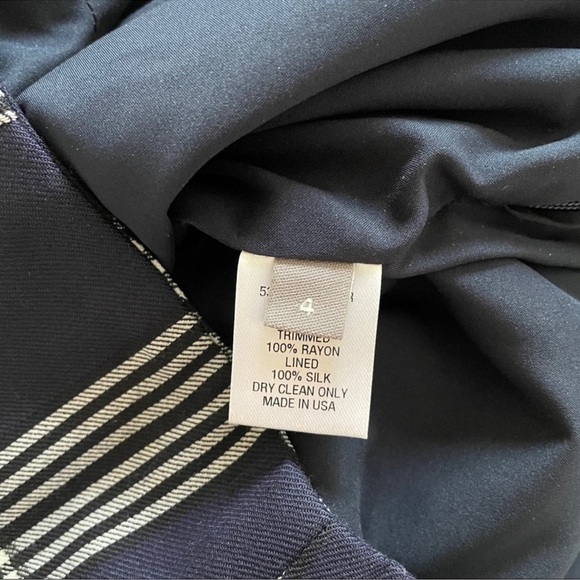 4
TRIMMED
100% RAYON
LINED
100% SILK
DRY CLEAN ONLY
MADE IN USA